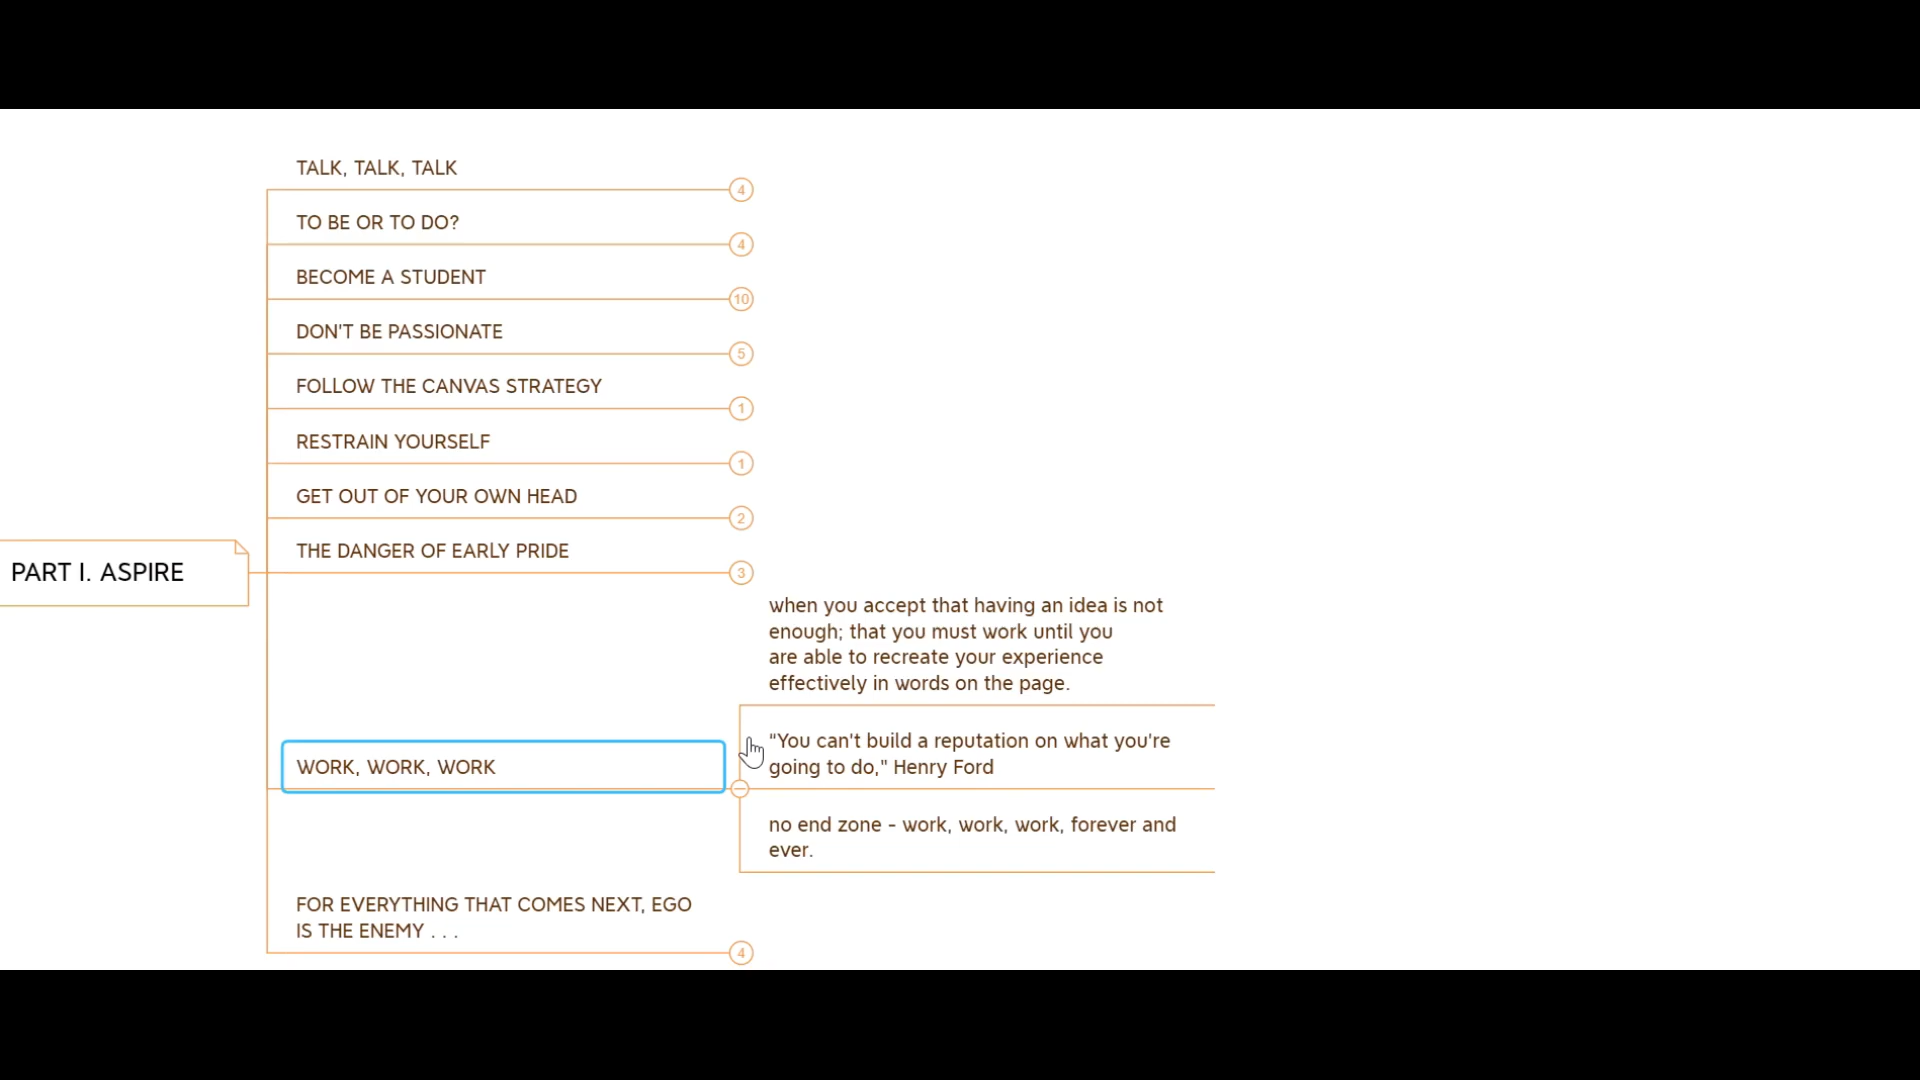 TALK, TALK, TALK
4
TO BE OR TO DO?
4
BECOME A STUDENT
10
DON'T BE PASSIONATE
5
FOLLOW THE CANVAS STRATEGY
1
RESTRAIN YOURSELF
1
GET OUT OF YOUR OWN HEAD
2
THE DANGER OF EARLY PRIDE
3
PART I. ASPIRE
when you accept that having an idea is not
enough; that you must work until you
are able to recreate your experience
effectively in words on the page.
WORK, WORK, WORK
"You can't build a reputation on what you're
going to do," Henry Ford
no end zone - work, work, work, forever and
ever.
FOR EVERYTHING THAT COMES NEXT, EGO
IS THE ENEMY . . .
4